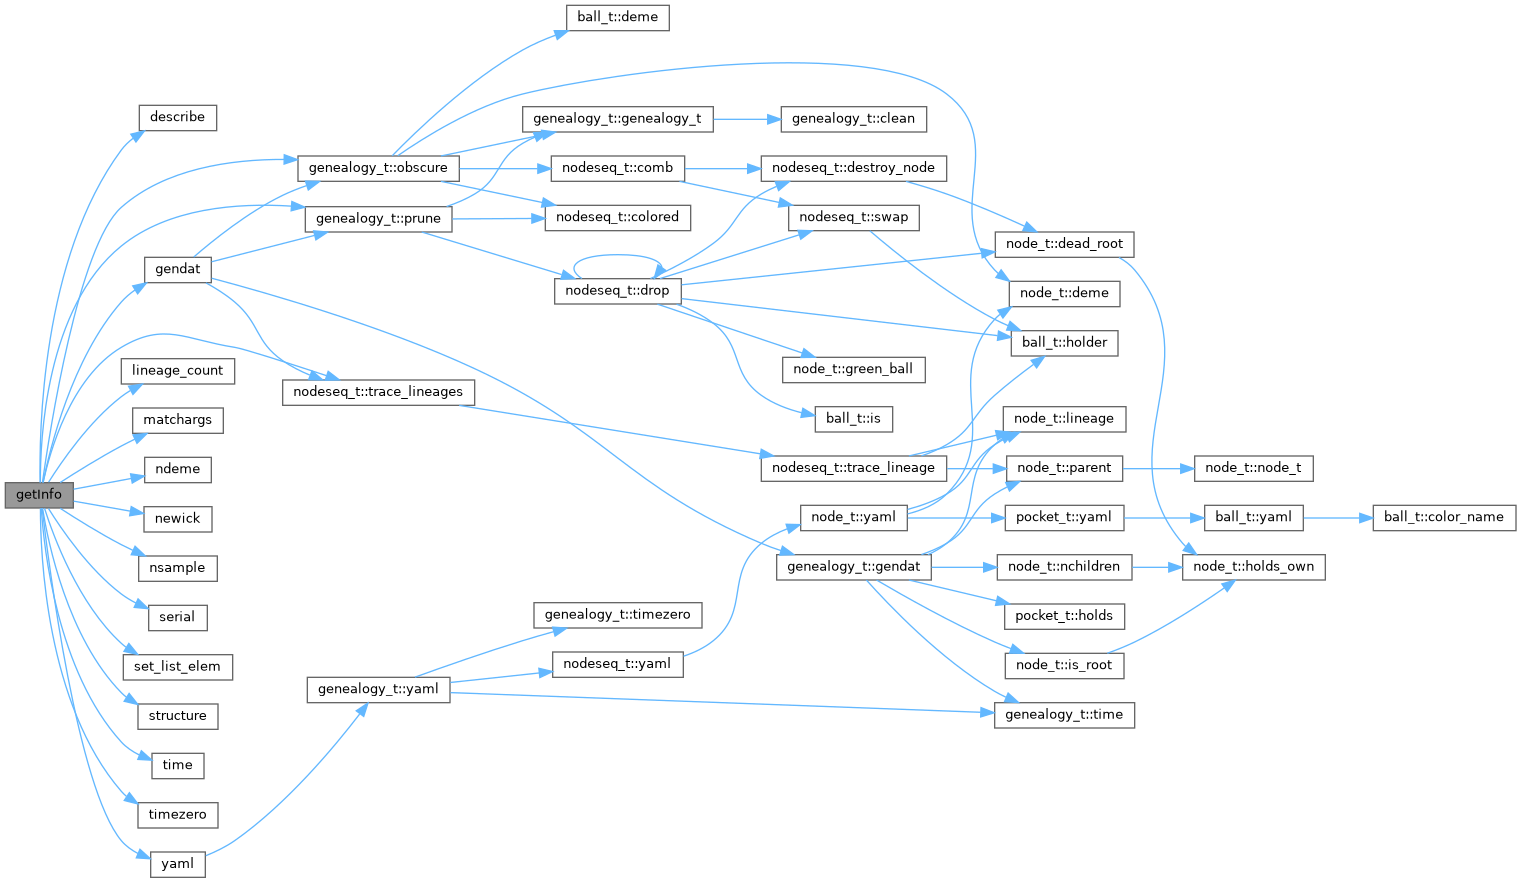 getInfo
describe
genealogy_t::obscure
genealogy_t::prune
gendat
nodeseq_t::trace_lineages
lineage_count
matchargs
ndeme
newick
nsample
serial
set_list_elem
structure
time
timezero
yaml
ball_t::deme
genealogy_t::genealogy_t
genealogy_t::clean
nodeseq_t::comb
nodeseq_t::destroy_node
nodeseq_t::colored
nodeseq_t::swap
nodeseq_t::drop
node_t::dead_root
node_t::deme
ball_t::holder
node_t::green_ball
ball_t::is
nodeseq_t::trace_lineage
node_t::lineage
node_t::parent
node_t::node_t
node_t::yaml
pocket_t::yaml
ball_t::yaml
ball_t::color_name
genealogy_t::gendat
node_t::nchildren
node_t::holds_own
pocket_t::holds
node_t::is_root
genealogy_t::time
genealogy_t::timezero
nodeseq_t::yaml
genealogy_t::yaml